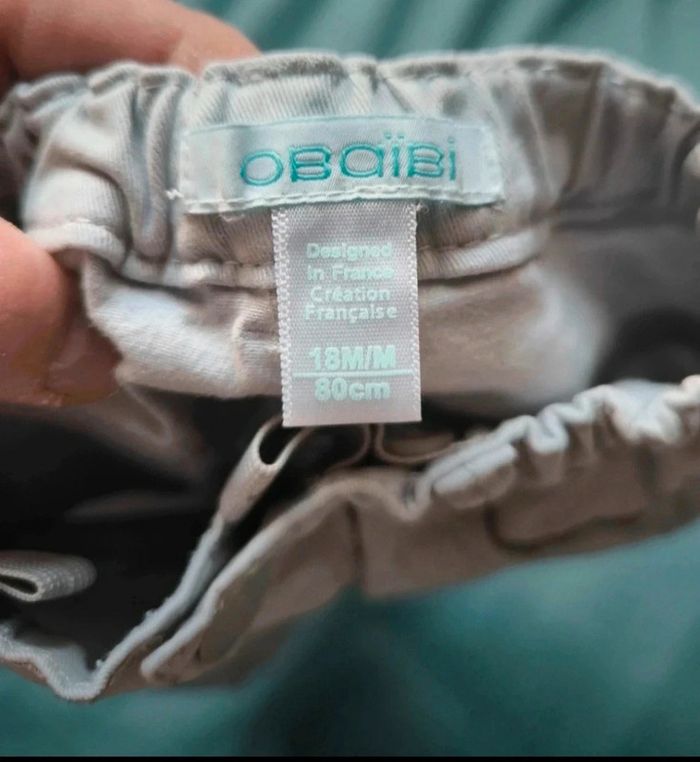 OBaïBi
Designed
in France
Création
Française
18M/M
80cm